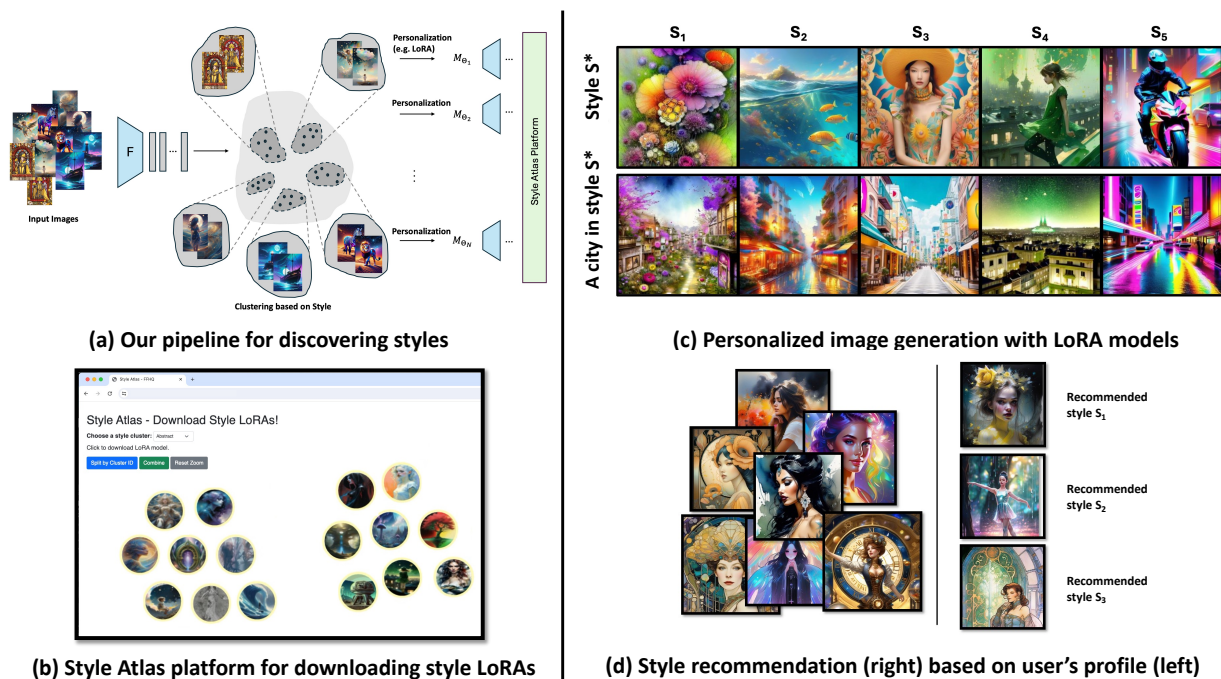 Input Images
F
...
Personalization
(e.g. LoRA)
M_Θ1
...
Personalization
M_Θ2
...
⋮
Personalization
M_ΘN
...
Style Atlas Platform
Clustering based on Style
(a) Our pipeline for discovering styles
Style Atlas - FFHQ
Style Atlas - Download Style LoRAs!
Choose a style cluster: Abstract
Click to download LoRA model.
Split by Cluster ID Combine Reset Zoom
(b) Style Atlas platform for downloading style LoRAs
S1 S2 S3 S4 S5
Style S*
A city in style S*
(c) Personalized image generation with LoRA models
Recommended
style S1
Recommended
style S2
Recommended
style S3
(d) Style recommendation (right) based on user's profile (left)